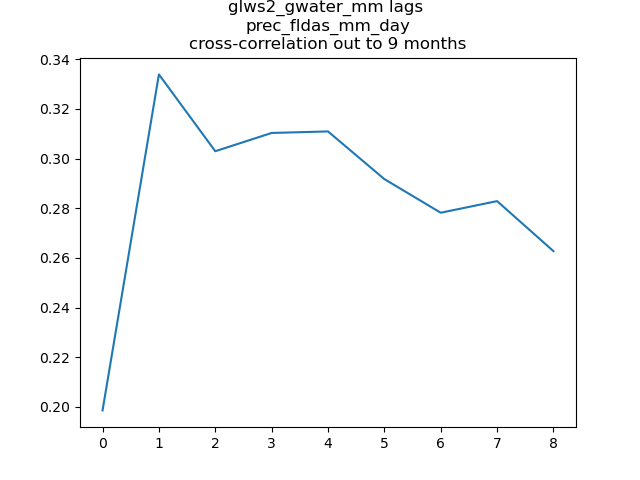 glws2_gwater_mm lags
prec_fldas_mm_day
cross-correlation out to 9 months
0.34
0.32
0.30
0.28
0.26
0.24
0.22
0.20
0 1 2 3 4 5 6 7 8